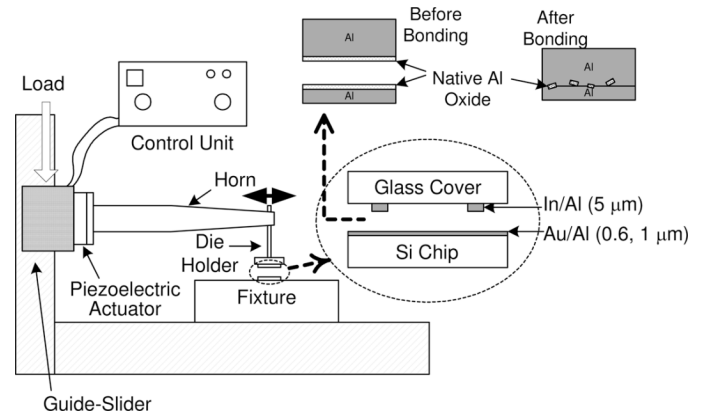 Before
Bonding
After
Bonding
Al
Al
Al
Al
Native Al
Oxide
Load
Control Unit
Horn
Glass Cover
In/Al (5 μm)
Au/Al (0.6, 1 μm)
Si Chip
Die
Holder
Piezoelectric
Actuator
Fixture
Guide-Slider